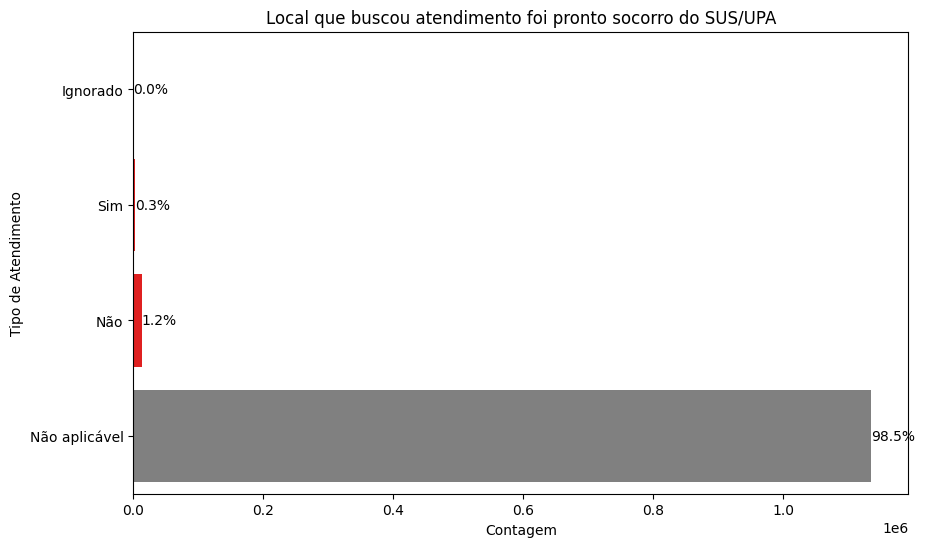 Local que buscou atendimento foi pronto socorro do SUS/UPA
Tipo de Atendimento
Ignorado
0.0%
Sim
0.3%
Não
1.2%
Não aplicável
98.5%
0.0
0.2
0.4
0.6
0.8
1.0
1e6
Contagem